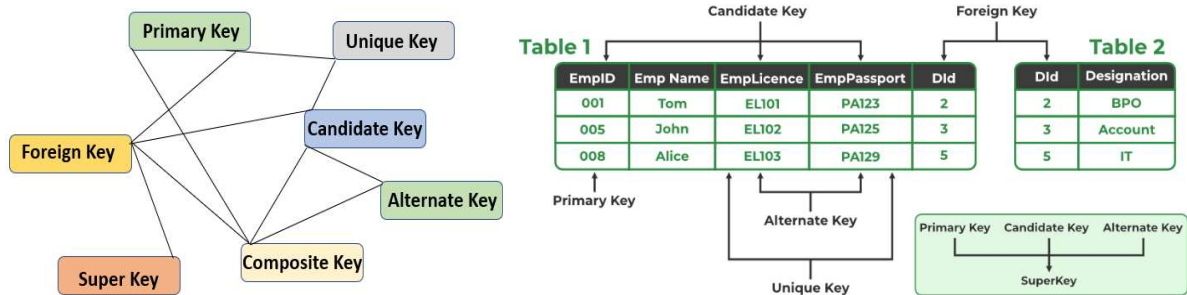 Primary Key
Unique Key
Candidate Key
Foreign Key
Alternate Key
Composite Key
Super Key
Candidate Key
Foreign Key
Table 1
Table 2
EmpID Emp Name EmpLicence EmpPassport DId
001 Tom EL101 PA123 2
005 John EL102 PA125 3
008 Alice EL103 PA129 5
DId Designation
2 BPO
3 Account
5 IT
Primary Key
Alternate Key
Unique Key
Primary Key Candidate Key Alternate Key
SuperKey